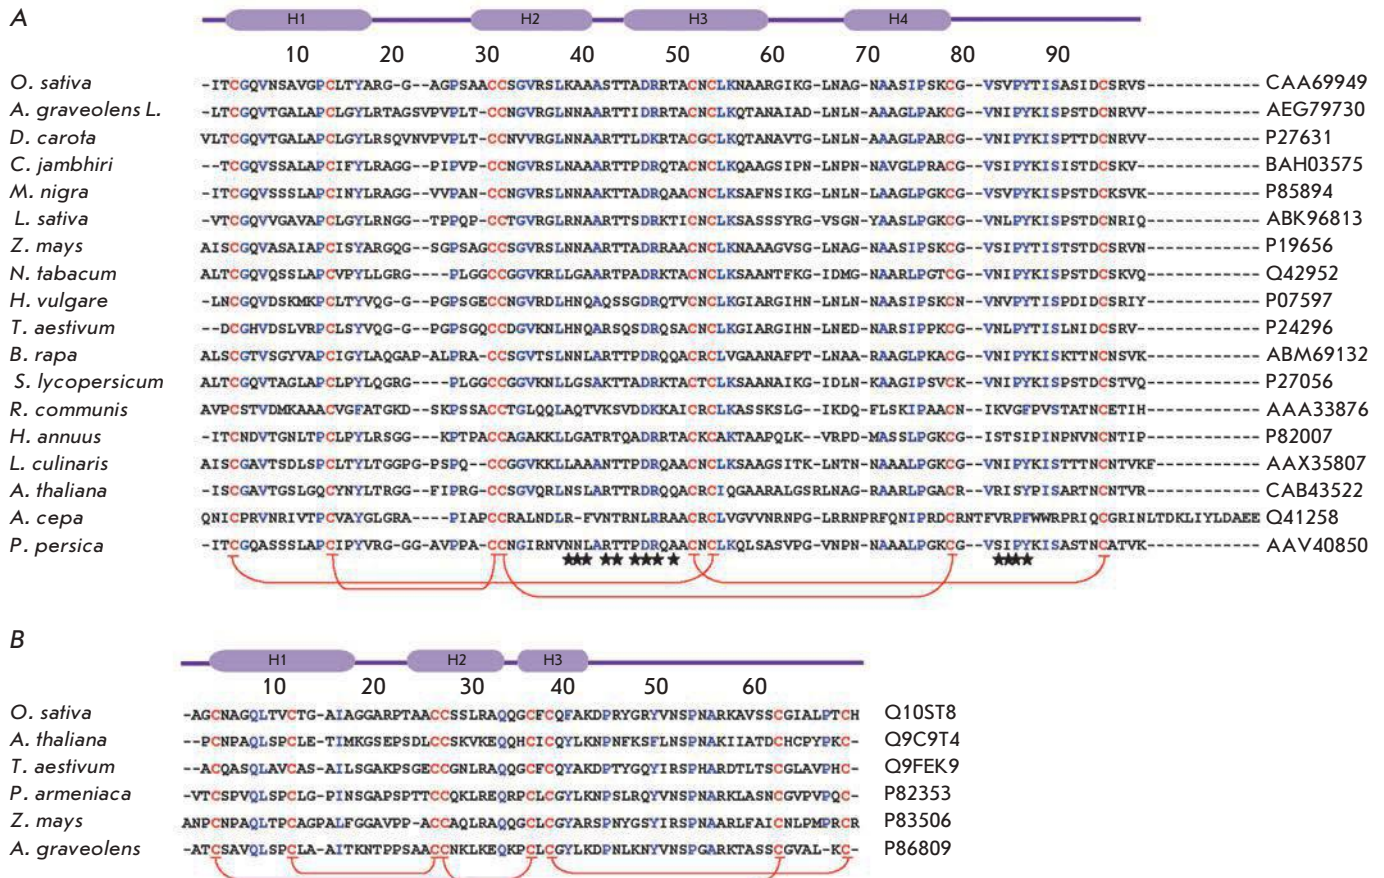 A
H1 H2 H3 H4
10 20 30 40 50 60 70 80 90
O. sativa -ITCGQVNSAVGPCLTYARG-G--AGPSAACCSGVRSLKAAASTTADRRTACNCLKNAARGIKG-LNAG-NAASIPSKCG--VSVPYTISASIDCSRVS------------ CAA69949
A. graveolens L. -LTCGQVTGALAPCLGYLRTAGSVPVPLT-CCNGVRGLNNAARTTPDRRTACNCLKQTANAIAD-LNLN-AAAGLPAKCG--VNIPYKISPSTDCNRVV------------ AEG79730
D. carota VLTCGQVTGALAPCLGYLRSQVNVPVPLT-CCNVVRGLNNAARTTLDKRTACGCLKQTANAVTG-LNLN-AAAGLPARCG--VNIPYKISPTTDCNRVV------------ P27631
C. jambhiri --TCGQVSSALAPCIFYLRAGG--PIPVP-CCNGVRSLNAAARTTPDRQTACNCLKQAAGSIPN-LNPN-NAVGLPRACG--VSIPYKISISTDCSKV------------- BAH03575
M. nigra -ITCGQVSSSLAPCINYLRAGG--VVPAN-CCNGVRSLNNAAKTTADRQAACNCLKSAFNSIKG-LNLN-LAAGLPGKCG--VSVPYKISPSTDCKSVK------------ P85894
L. sativa -VTCGQVVGAVAPCLGYLRNGG--TPPQP-CCTGVRGLRNAARTTSDRKTICNCLKSASSSYRG-VSGN-YAASLPGKCG--VNLPYKISPSTDCNRIQ------------ ABK96813
Z. mays AISCGQVASAIAPCISYARGQG--SGPSAGCCSGVRSLNNAARTTADRRAACNCLKNAAAGVSG-LNAG-NAASIPSKCG--VSIPYTISTSTDCSRVN------------ P19656
N. tabacum ALTCGQVQSSLAPCVPYLLGRG----PLGGCCGGVKRLLGAARTPADRKTACNCLKSAANTFKG-IDMG-NAARLPGTCG--VNIPYKISPSTDCSKVQ------------ Q42952
H. vulgare -LNCGQVDSKMKPCLTYVQG-G--PGPSGECCNGVRDLHNQAQSSGDRQTVCNCLKGIARGIHN-LNLN-NAASIPSKCN--VNVPYTISPDIDCSRIY------------ P07597
T. aestivum --DCGHVDSLVRPCLSYVQG-G--PGPSGQCCDGVKNLHNQARSQSDRQSACNCLKGIARGIHN-LNED-NARSIPPKCG--VNLPYTISLNIDCSRV------------- P24296
B. rapa ALSCGTVSGYVAPCIGYLAQGAP-ALPRA-CCSGVTSLNNLARTTPDRQQACRCLVGAANAFPT-LNAA-RAAGLPKACG--VNIPYKISKTTNCNSVK------------ ABM69132
S. lycopersicum ALTCGQVTAGLAPCLPYLQGRG----PLGGCCGGVKNLLGSAKTTADRKTACTCLKSAANAIKG-IDLN-KAAGIPSVCK--VNIPYKISPSTDCSTVQ------------ P27056
R. communis AVPCSTVDMKAAACVGFATGKD--SKPSSACCTGLQQLAQTVKSVDDKKAICRCLKASSKSLG--IKDQ-FLSKIPAACN--IKVGFPVSTATNCETIH------------ AAA33876
H. annuus -ITCNDVTGNLTPCLPYLRSGG--KPTPACCAGAKKLLGATRTQADRRTACKCAKTAAPQLK--VRPD-MASSLPGKCG--ISTSIPINPNVNCNTIP------------ P82007
L. culinaris AISCGAVTSDLSPCLTYLTGGPG-PSPQ--CCGGVKKLLAAANTTPDRQAACNCLKSAAGSITK-LNTN-NAAALPGKCG--VNIPYKISTTTNCNTVKF----------- AAX35807
A. thaliana -ISCGAVTGSLGQCYNYLTRGG--FIPRG-CCSGVQRLNSLARTTRDRQQACRCIQGAARALGSRLNAG-RAARLPGACR--VRISYPISARTNCNTVR------------ CAB43522
A. cepa QNICPRVNRIVTPCVAYGLGRA----PIAPCCRALNDLR-FVNTRNLRRAACRCLVGVVNRNPG-LRRNPRFQNIPRDCRNTFVRPFWWRPRIQCGRINLTDKLIYLDAEE Q41258
P. persica -ITCGQASSSLAPCIPYVRG-GG-AVPPA-CCNGIRNVNNLARTTPDRQAACNCLKQLSASVPG-VNPN-NAAALPGKCG--VSIPYKISASTNCATVK------------ AAV40850
B
H1 H2 H3
10 20 30 40 50 60
O. sativa -AGCNAGQLTVCTG-AIAGGARPTAACCSSLRAQQGCFCQFAKDPRYGRYVNSPNARKAVSSCGIALPTCH Q10ST8
A. thaliana --PCNPAQLSPCLE-TIMKGSEPSDLCCSKVKEQQHCICQYLKNPNFKSFLNSPNAKIIATDCHCPYPKC- Q9C9T4
T. aestivum --ACQASQLAVCAS-AILSGAKPSGECCGNLRAQQGCFCQYAKDPTYGQYIRSPHARDTLTSCGLAVPHC- Q9FEK9
P. armeniaca -VTCSPVQLSPCLG-PINSGAPSPTTCCQKLREQRPCLCGYLKNPSLRQYVNSPNARKLASNCGVPVPQC- P82353
Z. mays ANPCNPAQLTPCAGPALFGGAVPP-ACCAQLRAQQGCLCGYARSPNYGSYIRSPNAARLFAICNLPMPRCR P83506
A. graveolens -ATCSAVQLSPCLA-AITKNTPPSAACCNKLKEQKPCLCGYLKDPNLKNYVNSPGARKTASSCGVAL-KC- P86809